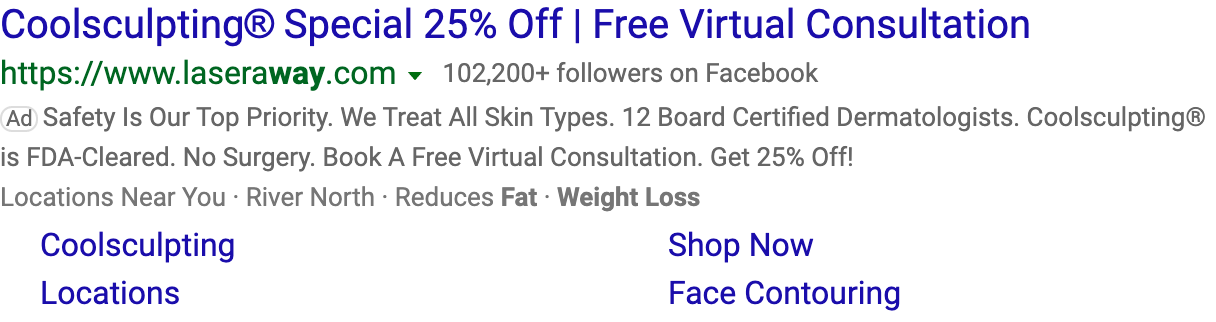 Coolsculpting® Special 25% Off | Free Virtual Consultation
https://www.laseraway.com 102,200+ followers on Facebook
Ad Safety Is Our Top Priority. We Treat All Skin Types. 12 Board Certified Dermatologists. Coolsculpting®
is FDA-Cleared. No Surgery. Book A Free Virtual Consultation. Get 25% Off!
Locations Near You · River North · Reduces Fat · Weight Loss
Coolsculpting Shop Now
Locations Face Contouring